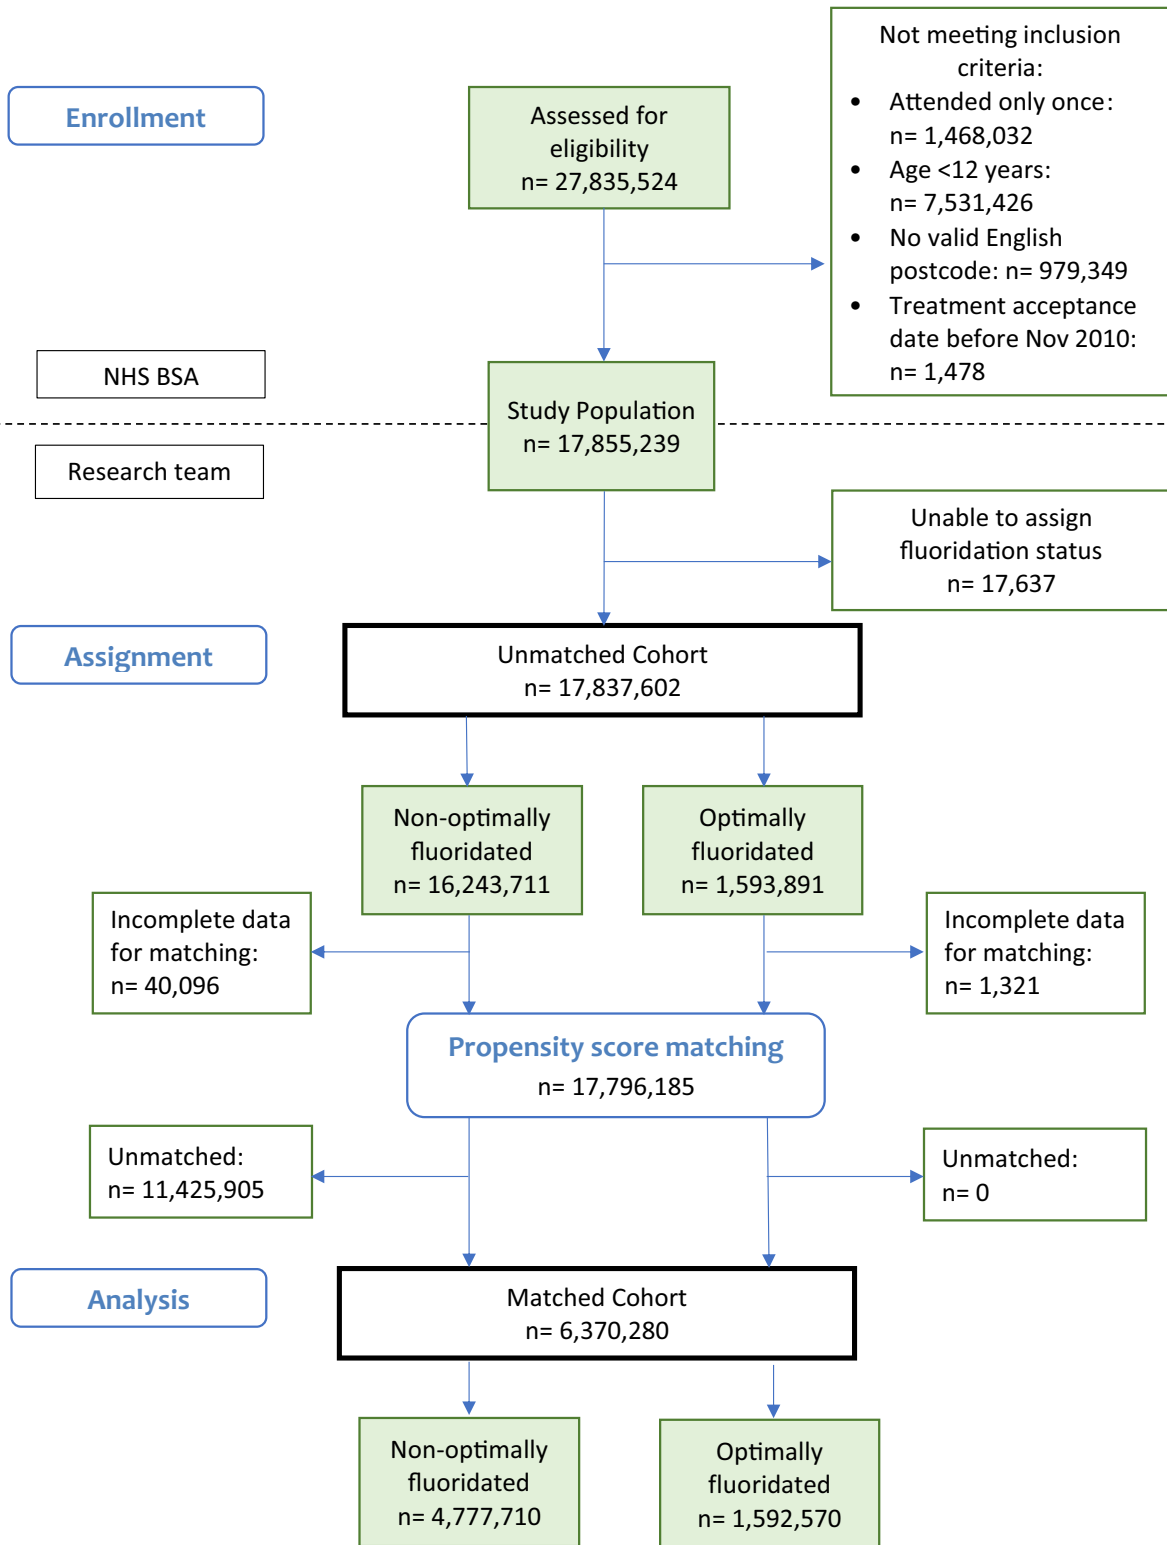 Enrollment
Assessed for
eligibility
n= 27,835,524
Not meeting inclusion
criteria:
• Attended only once:
n= 1,468,032
• Age <12 years:
n= 7,531,426
• No valid English
postcode: n= 979,349
• Treatment acceptance
date before Nov 2010:
n= 1,478
NHS BSA
Study Population
n= 17,855,239
Research team
Unable to assign
fluoridation status
n= 17,637
Assignment
Unmatched Cohort
n= 17,837,602
Non-optimally
fluoridated
n= 16,243,711
Optimally
fluoridated
n= 1,593,891
Incomplete data
for matching:
n= 40,096
Incomplete data
for matching:
n= 1,321
Propensity score matching
n= 17,796,185
Unmatched:
n= 11,425,905
Unmatched:
n= 0
Analysis
Matched Cohort
n= 6,370,280
Non-optimally
fluoridated
n= 4,777,710
Optimally
fluoridated
n= 1,592,570